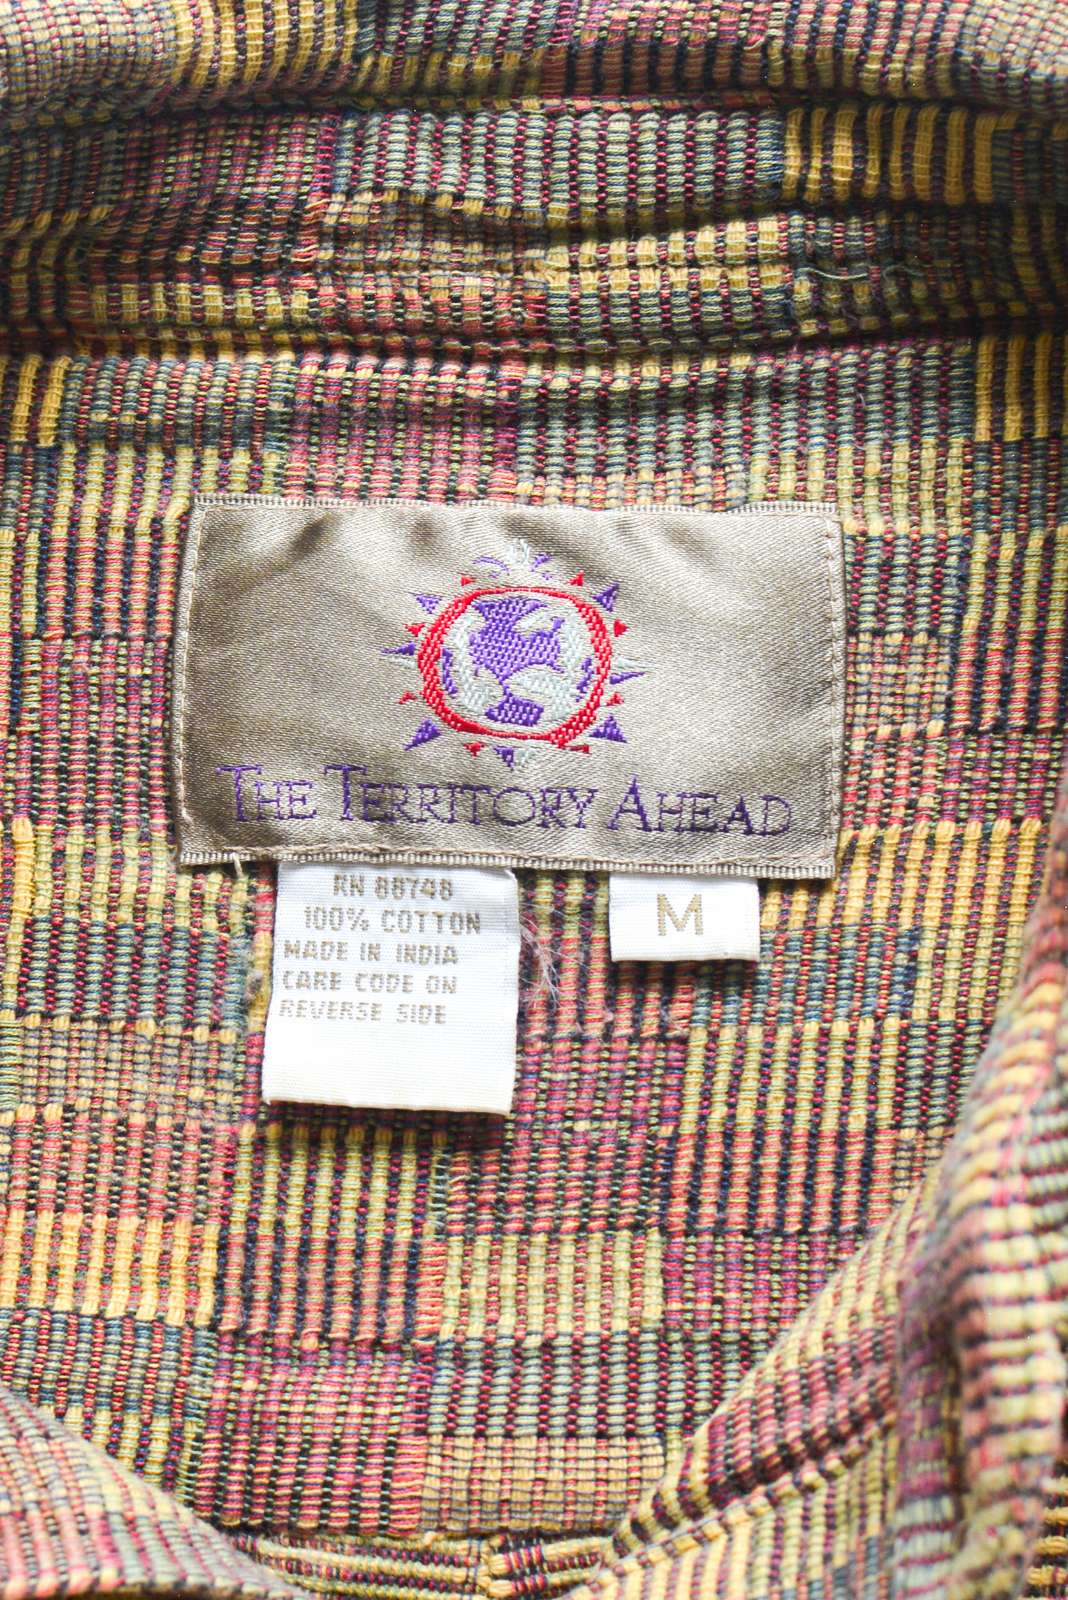 THE TERRITORY AHEAD
RN 88748
100% COTTON
MADE IN INDIA
CARE CODE ON
REVERSE SIDE
M